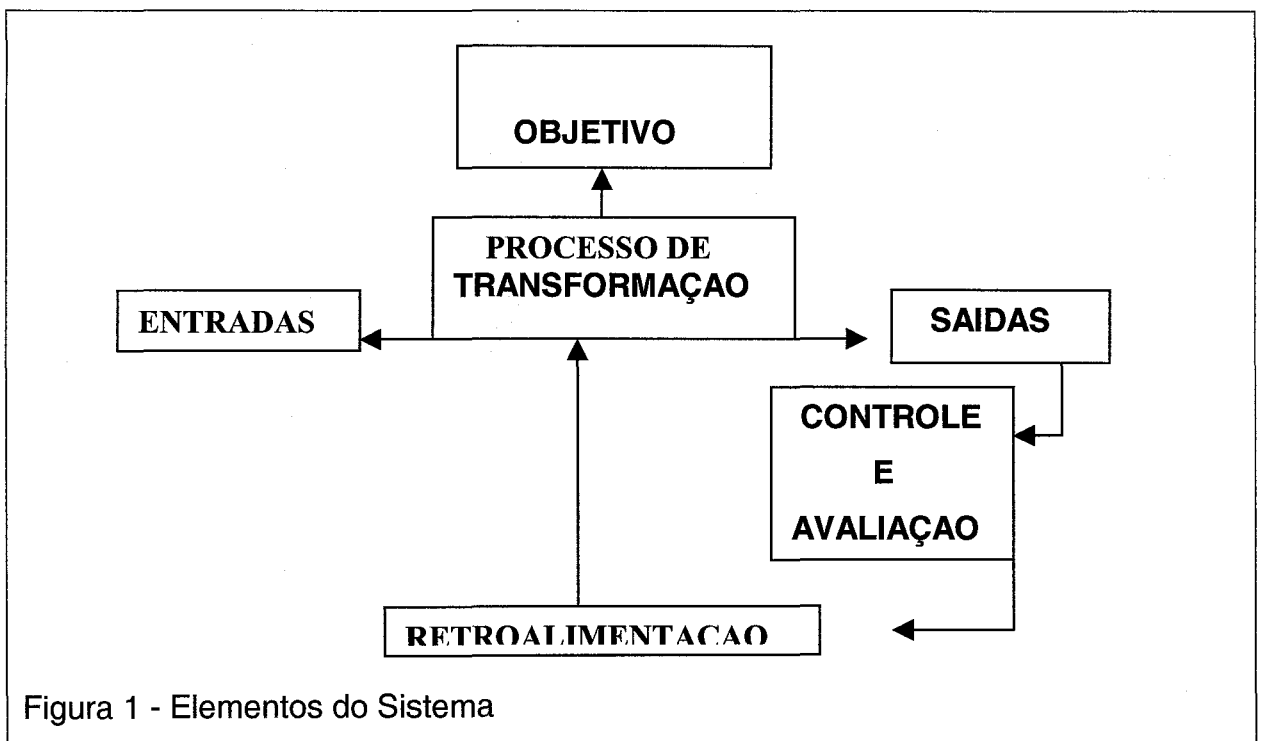 OBJETIVO
PROCESSO DE
TRANSFORMAÇAO
ENTRADAS
SAIDAS
CONTROLE
E
AVALIAÇAO
RETROALIMENTACAO
Figura 1 - Elementos do Sistema